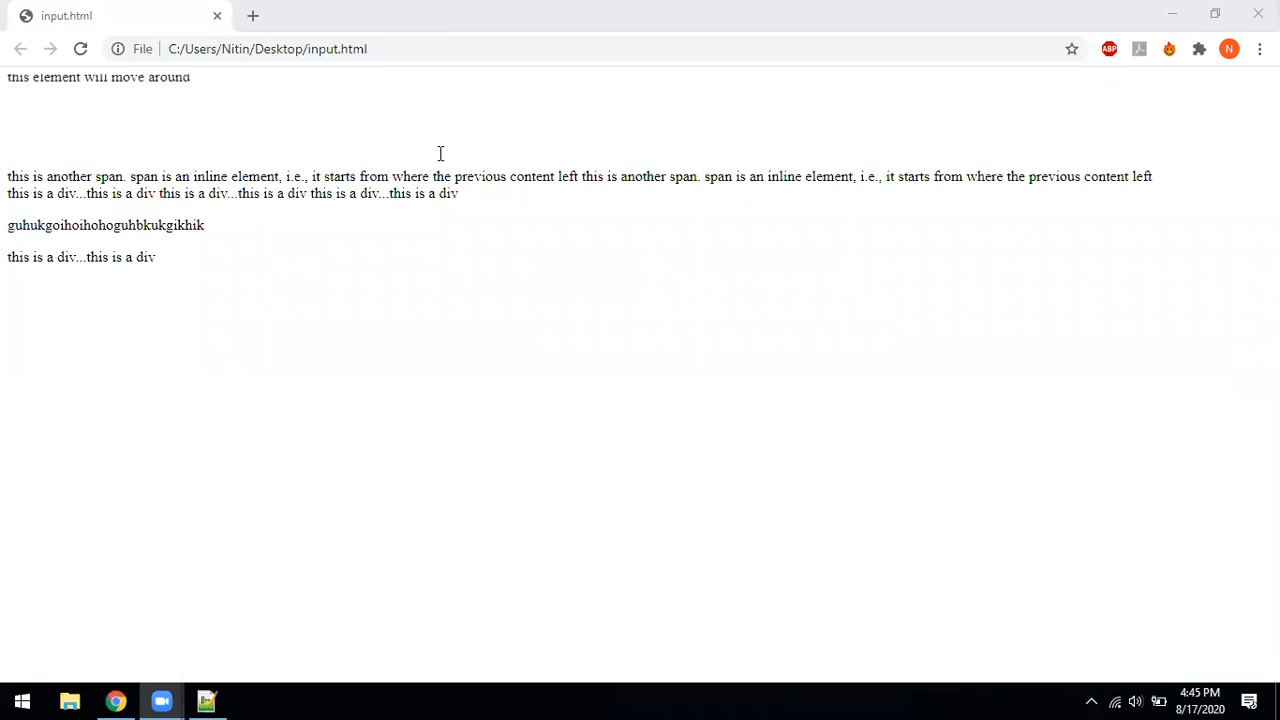 input.html
File
C:/Users/Nitin/Desktop/input.html
ABP
N
this element will move around
this is another span. span is an inline element, i.e., it starts from where the previous content left this is another span. span is an inline element, i.e., it starts from where the previous content left
this is a div...this is a div this is a div...this is a div this is a div...this is a div
guhukgoihoihohoguhbkukgikhik
this is a div...this is a div
4:45 PM
8/17/2020